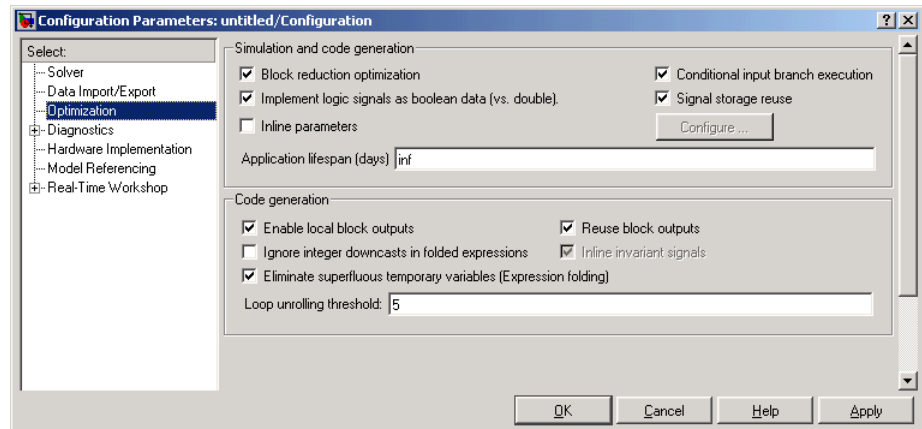 Configuration Parameters: untitled/Configuration
Select:
Solver
Data Import/Export
Optimization
Diagnostics
Hardware Implementation
Model Referencing
Real-Time Workshop
Simulation and code generation
Block reduction optimization
Conditional input branch execution
Implement logic signals as boolean data (vs. double).
Signal storage reuse
Inline parameters
Configure ...
Application lifespan (days) inf
Code generation
Enable local block outputs
Reuse block outputs
Ignore integer downcasts in folded expressions
Inline invariant signals
Eliminate superfluous temporary variables (Expression folding)
Loop unrolling threshold: 5
OK
Cancel
Help
Apply